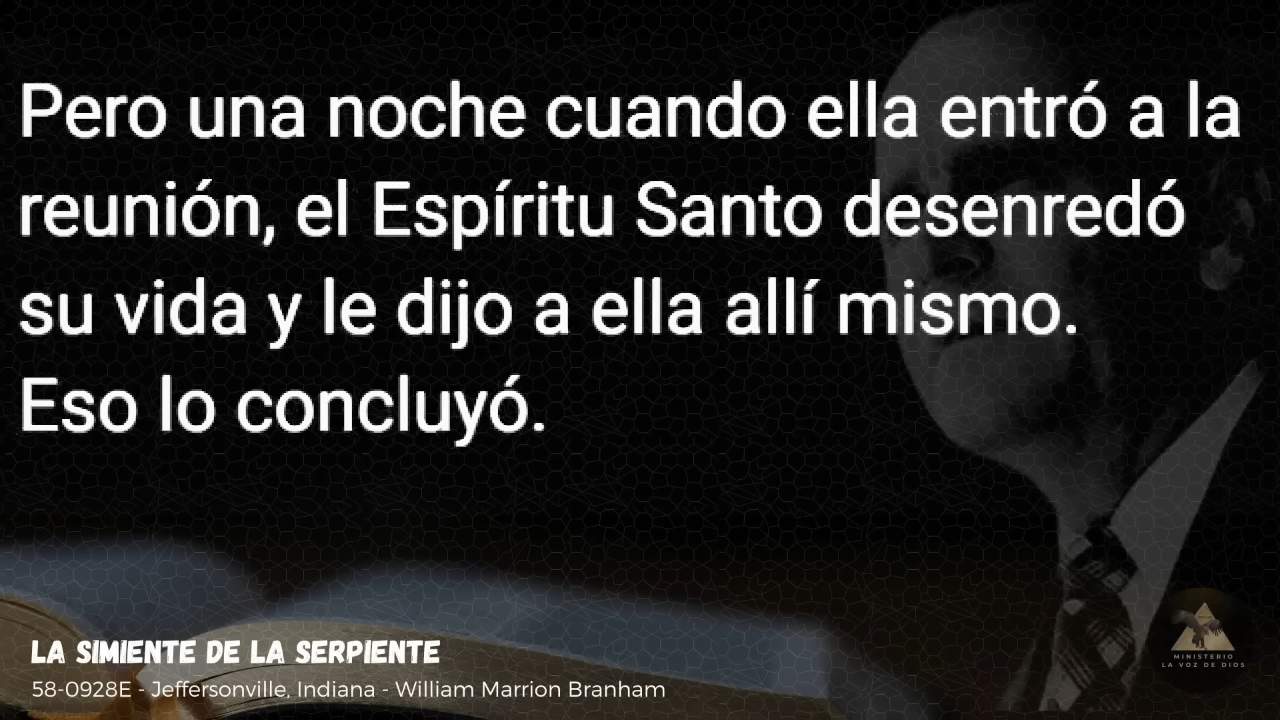 Pero una noche cuando ella entró a la
reunión, el Espíritu Santo desenredó
su vida y le dijo a ella allí mismo.
Eso lo concluyó.
LA SIMIENTE DE LA SERPIENTE
58-0928E - Jeffersonville, Indiana - William Marrion Branham
MINISTERIO
LA VOZ DE DIOS